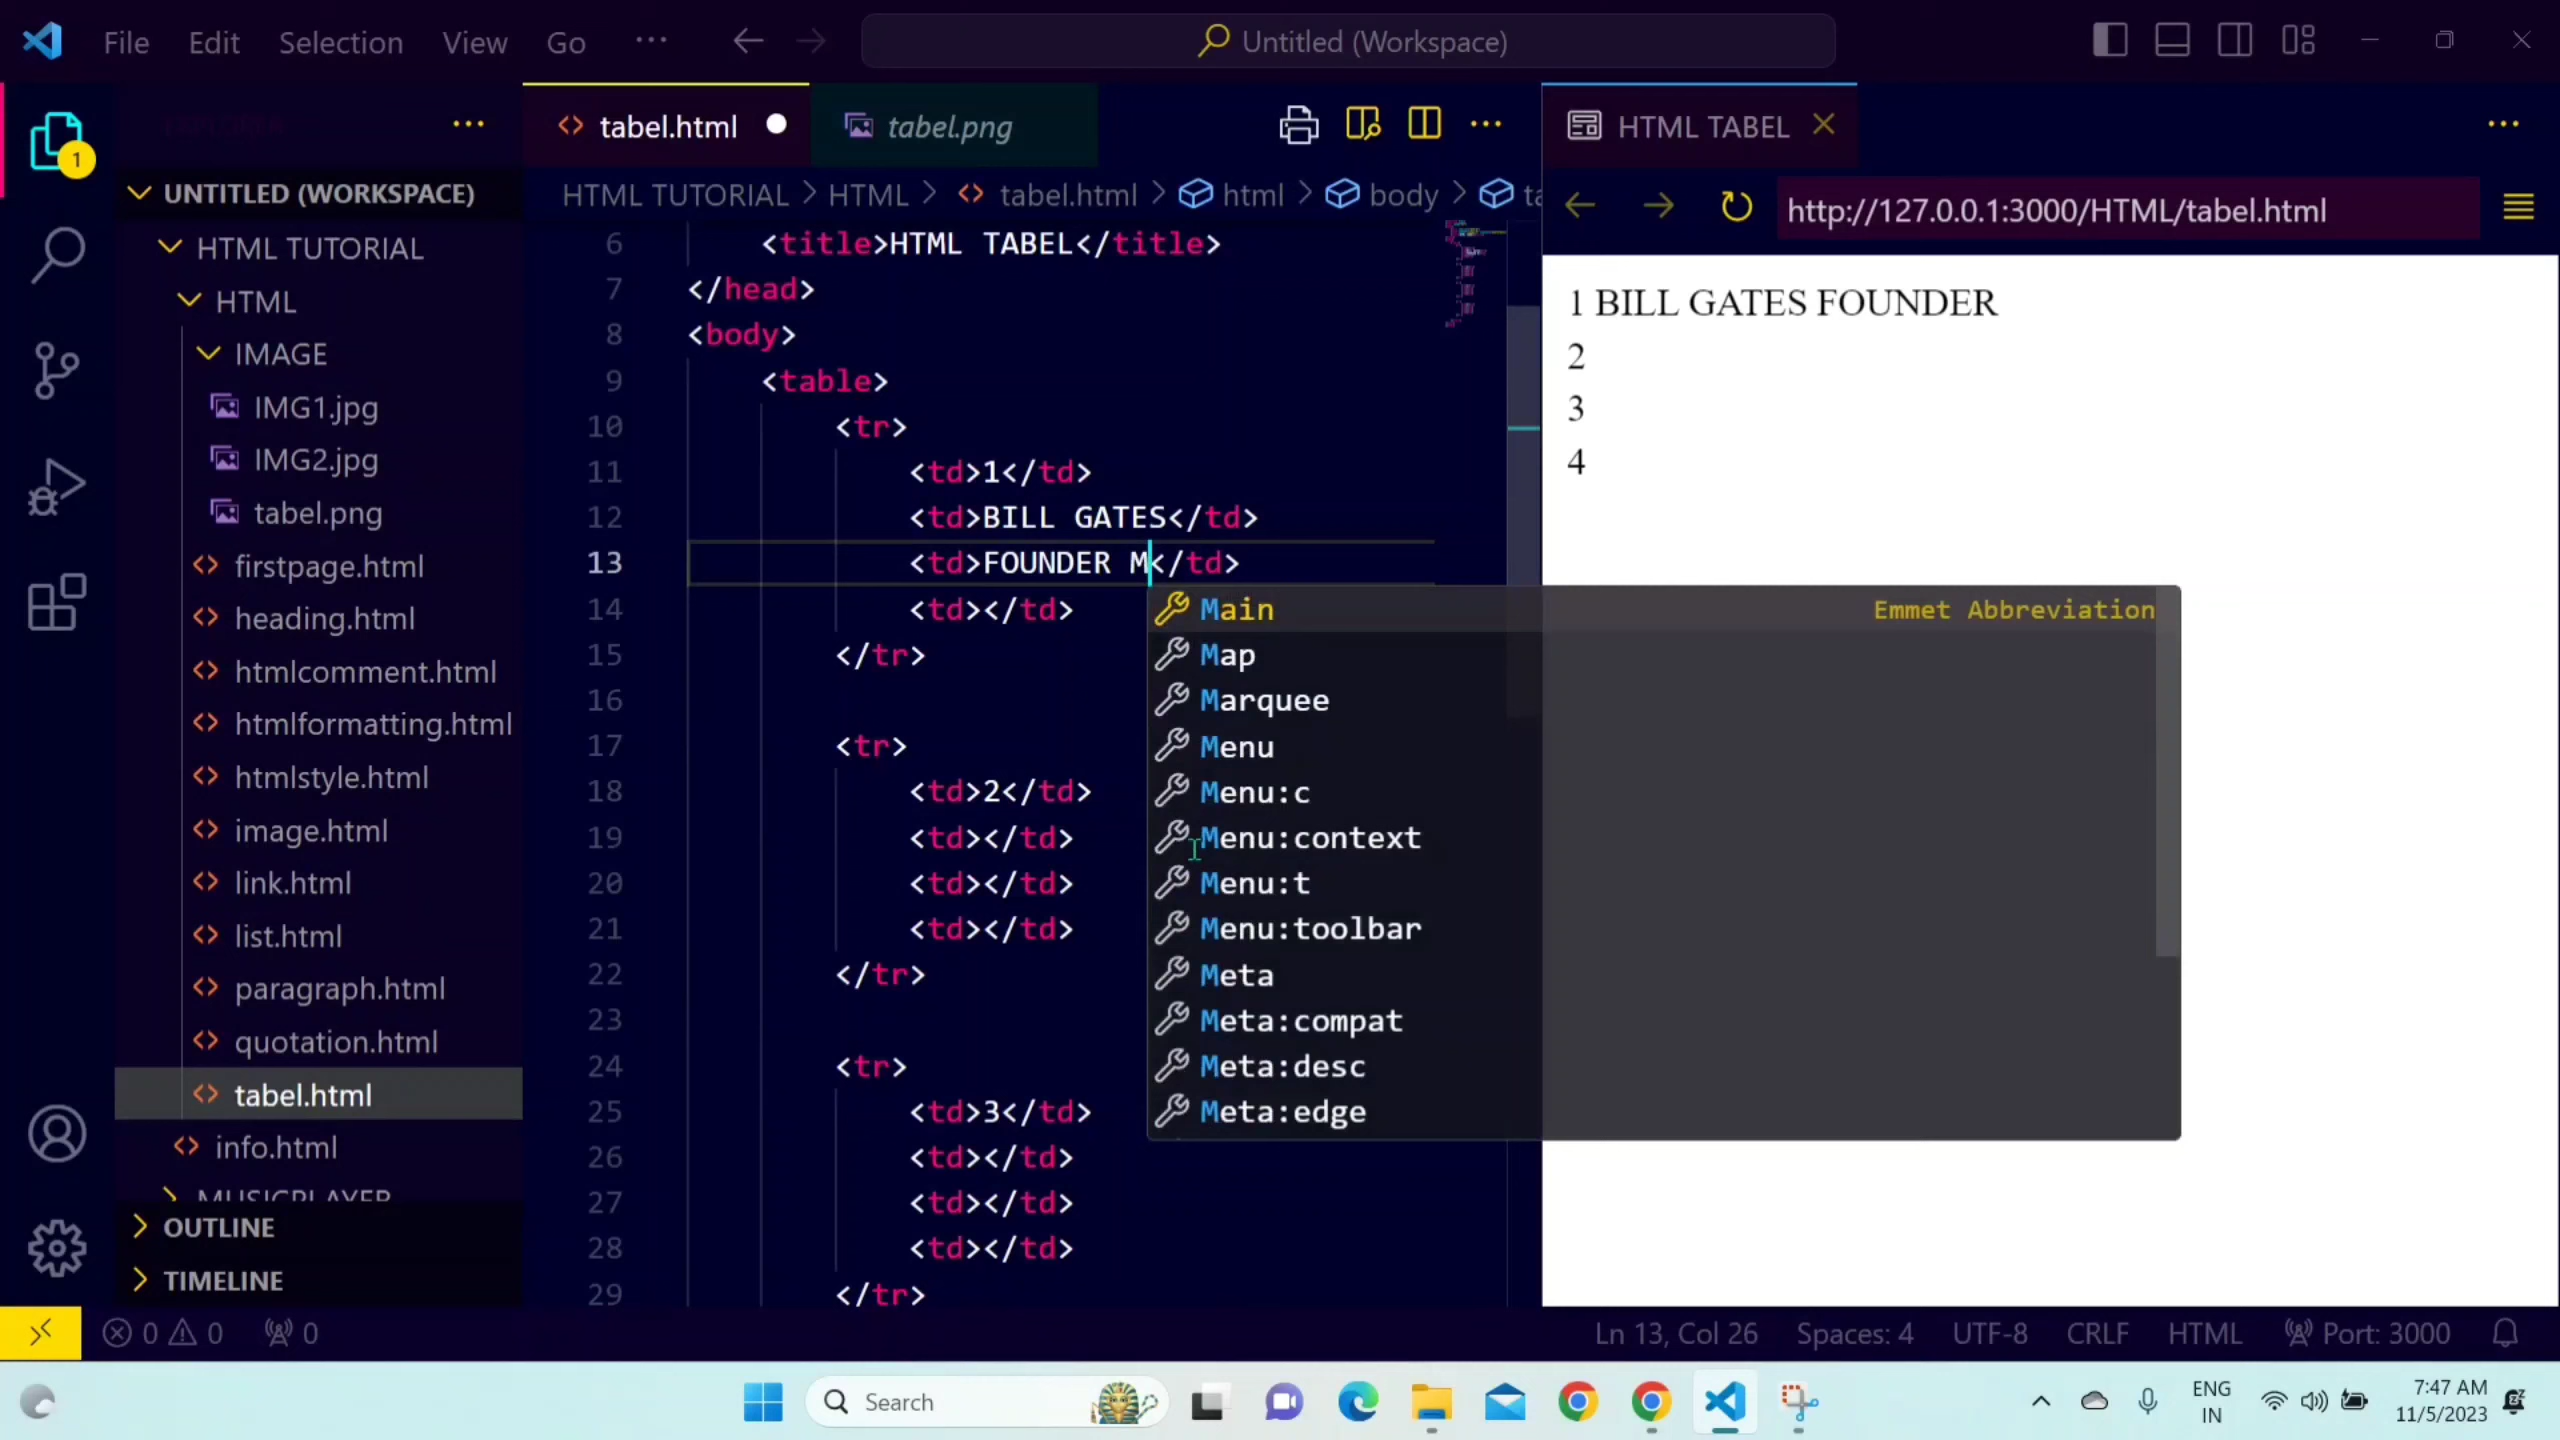 File Edit Selection View Go ··· Untitled (Workspace)
1
UNTITLED (WORKSPACE)
HTML TUTORIAL
HTML
IMAGE
IMG1.jpg
IMG2.jpg
tabel.png
firstpage.html
heading.html
htmlcomment.html
htmlformatting.html
htmlstyle.html
image.html
link.html
list.html
paragraph.html
quotation.html
tabel.html
info.html
MUSICPLAYER
OUTLINE
TIMELINE
tabel.html
tabel.png
HTML TUTORIAL > HTML > tabel.html > html > body > ta
6 <title>HTML TABEL</title>
7 </head>
8 <body>
9 <table>
10 <tr>
11 <td>1</td>
12 <td>BILL GATES</td>
13 <td>FOUNDER M</td>
14 <td></td>
15 </tr>
16
17 <tr>
18 <td>2</td>
19 <td></td>
20 <td></td>
21 <td></td>
22 </tr>
23
24 <tr>
25 <td>3</td>
26 <td></td>
27 <td></td>
28 <td></td>
29 </tr>
Main Emmet Abbreviation
Map
Marquee
Menu
Menu:c
Menu:context
Menu:t
Menu:toolbar
Meta
Meta:compat
Meta:desc
Meta:edge
HTML TABEL
http://127.0.0.1:3000/HTML/tabel.html
1 BILL GATES FOUNDER
2
3
4
0 0 0 Ln 13, Col 26 Spaces: 4 UTF-8 CRLF HTML Port: 3000
Search
ENG
IN
7:47 AM
11/5/2023